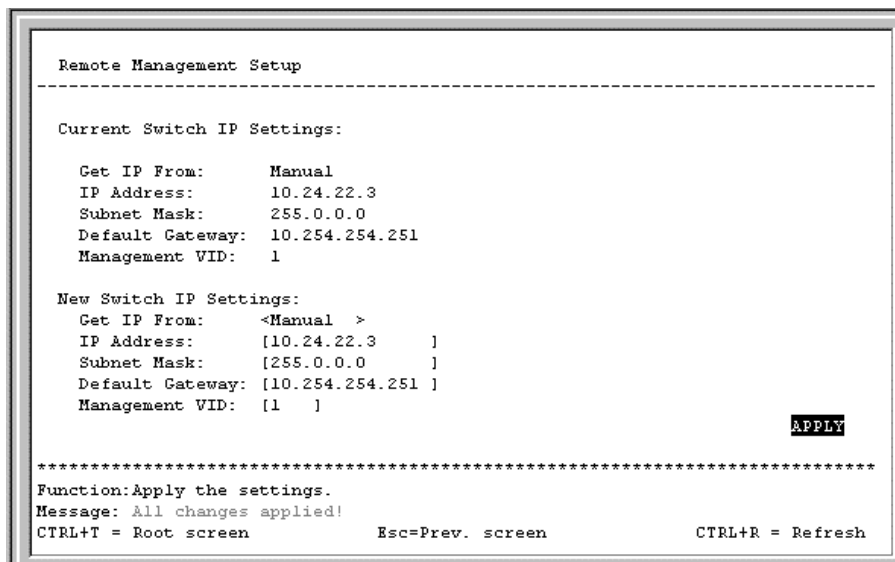 Remote Management Setup
--------------------------------------------------------------------------------
Current Switch IP Settings:
Get IP From: Manual
IP Address: 10.24.22.3
Subnet Mask: 255.0.0.0
Default Gateway: 10.254.254.251
Management VID: 1
New Switch IP Settings:
Get IP From: <Manual >
IP Address: [10.24.22.3 ]
Subnet Mask: [255.0.0.0 ]
Default Gateway: [10.254.254.251 ]
Management VID: [1 ]
APPLY
********************************************************************************
Function:Apply the settings.
Message: All changes applied!
CTRL+T = Root screen Esc=Prev. screen CTRL+R = Refresh